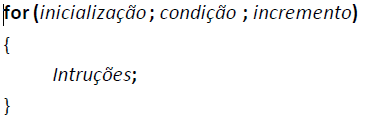 for (inicialização ; condição ; incremento)
{
Intruções;
}